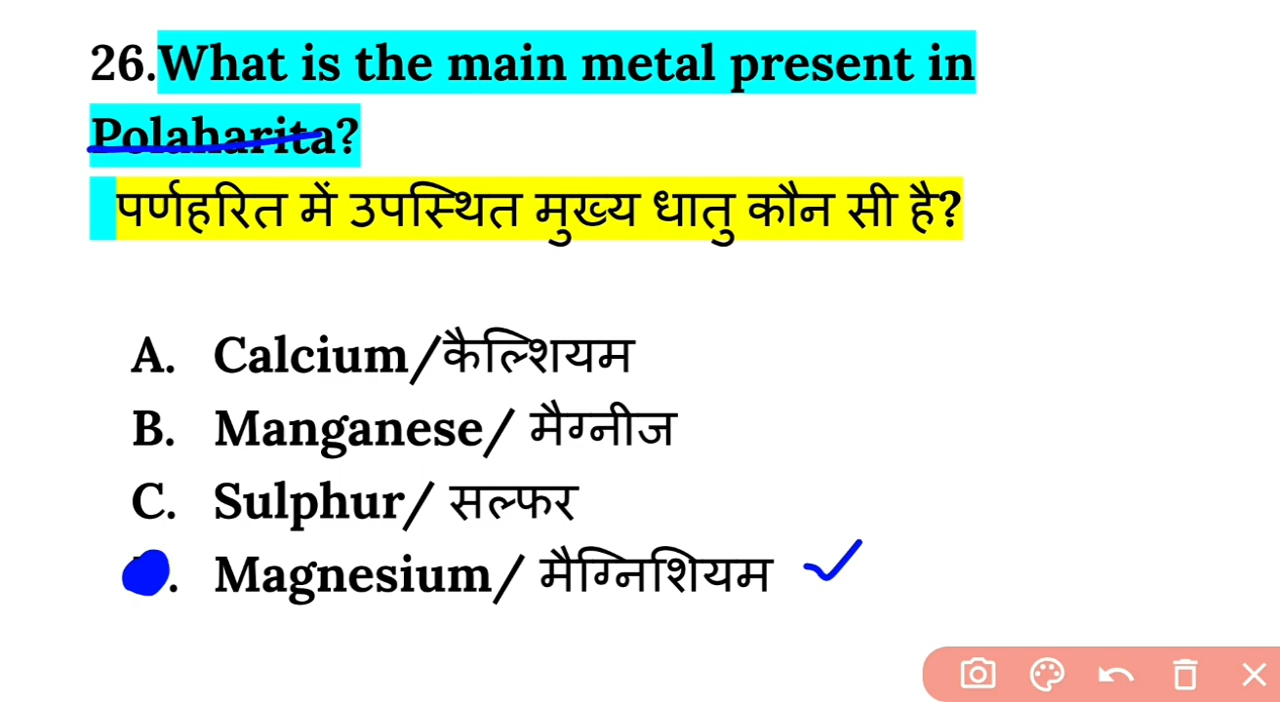 26.What is the main metal present in
Polaharita?
पर्णहरित में उपस्थित मुख्य धातु कौन सी है?
A. Calcium/कैल्शियम
B. Manganese/ मैग्नीज
C. Sulphur/ सल्फर
. Magnesium/ मैग्निशियम